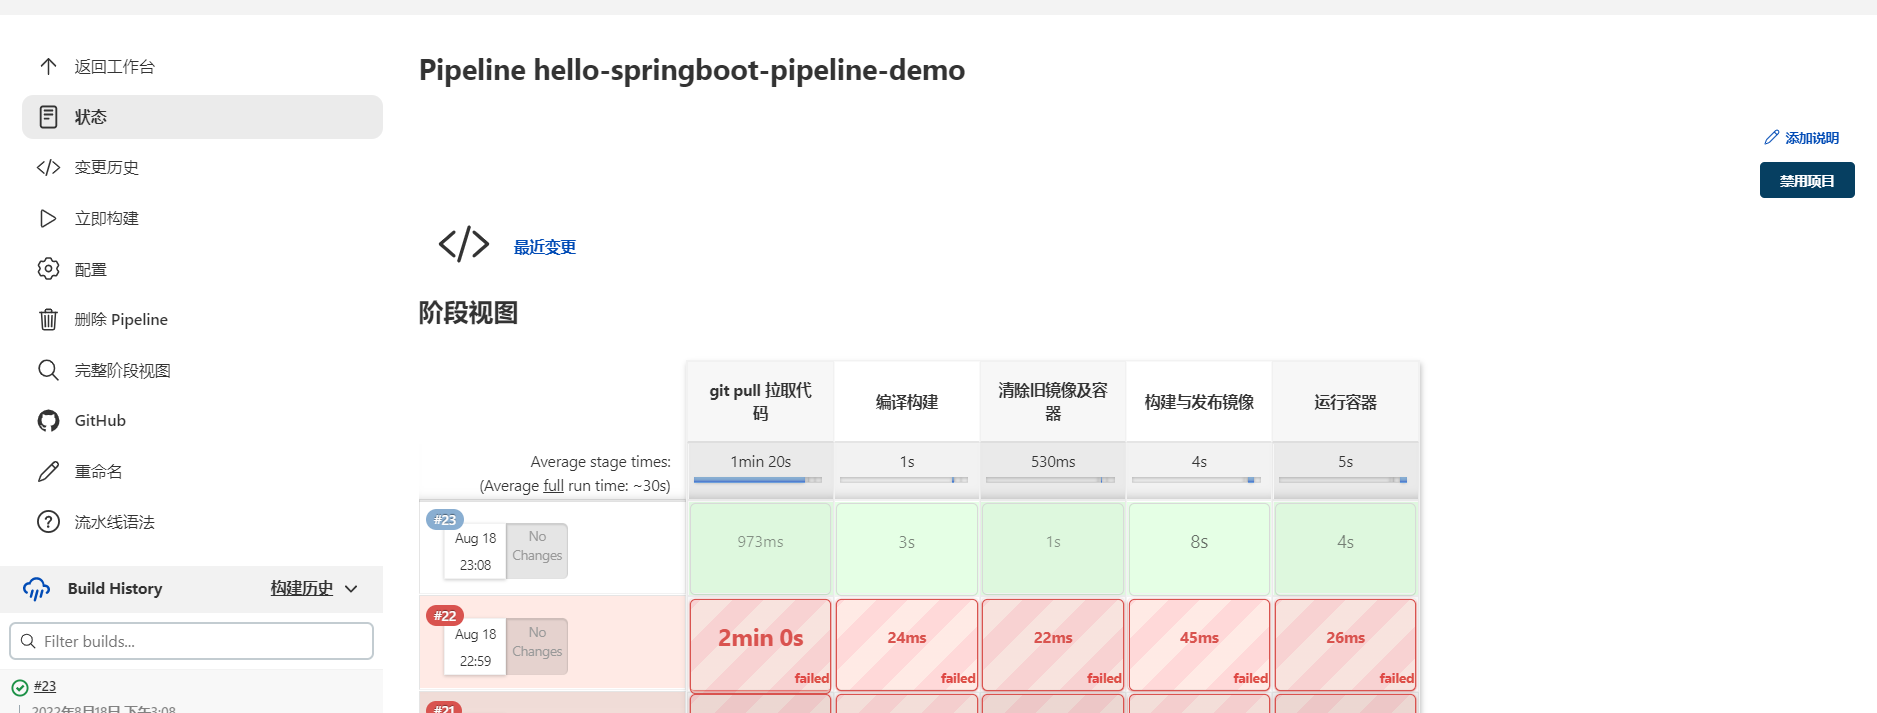 返回工作台
状态
变更历史
立即构建
配置
删除 Pipeline
完整阶段视图
GitHub
重命名
流水线语法
Build History
构建历史
Filter builds...
#23
2022年8月18日 下午3:08
Pipeline hello-springboot-pipeline-demo
添加说明
禁用项目
最近变更
阶段视图
git pull 拉取代
码
编译构建
清除旧镜像及容
器
构建与发布镜像
运行容器
Average stage times:
(Average full run time: ~30s)
1min 20s
1s
530ms
4s
5s
#23
Aug 18
23:08
No
Changes
973ms
3s
1s
8s
4s
#22
Aug 18
22:59
No
Changes
2min 0s
failed
24ms
failed
22ms
failed
45ms
failed
26ms
failed
#21